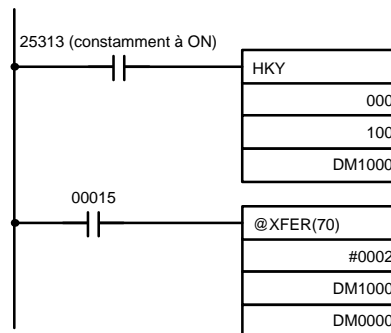 25313 (constamment à ON)
HKY
000
100
DM1000
00015
@XFER(70)
#0002
DM1000
DM0000